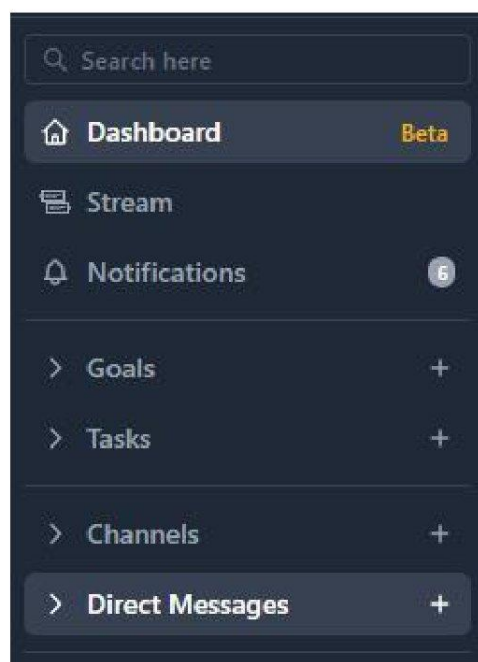 Search here
Dashboard Beta
Stream
Notifications 6
Goals +
Tasks +
Channels +
Direct Messages +